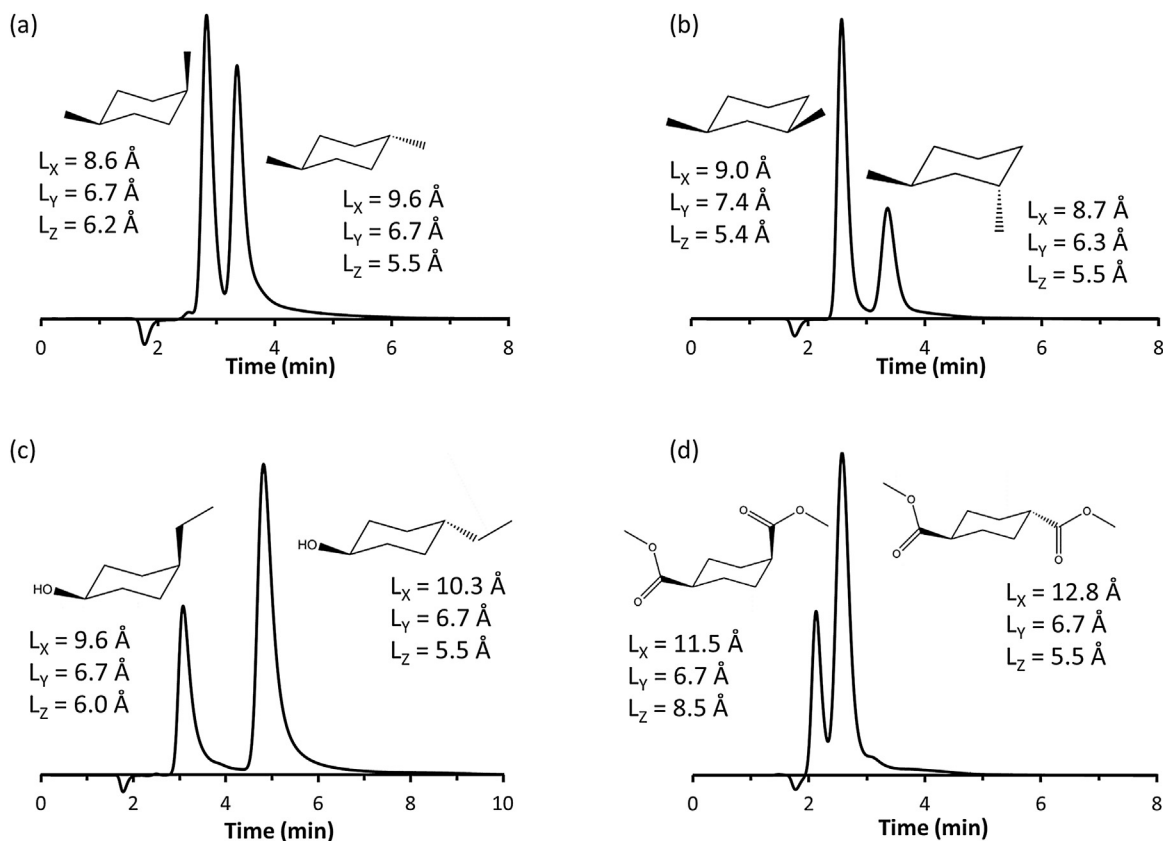 (a)
L_X = 8.6 Å
L_Y = 6.7 Å
L_Z = 6.2 Å
L_X = 9.6 Å
L_Y = 6.7 Å
L_Z = 5.5 Å
0 2 4 6 8
Time (min)
(b)
L_X = 9.0 Å
L_Y = 7.4 Å
L_Z = 5.4 Å
L_X = 8.7 Å
L_Y = 6.3 Å
L_Z = 5.5 Å
0 2 4 6 8
Time (min)
(c)
HO
L_X = 9.6 Å
L_Y = 6.7 Å
L_Z = 6.0 Å
HO
L_X = 10.3 Å
L_Y = 6.7 Å
L_Z = 5.5 Å
0 2 4 6 8 10
Time (min)
(d)
O O
O
O
L_X = 11.5 Å
L_Y = 6.7 Å
L_Z = 8.5 Å
O
O O
O
L_X = 12.8 Å
L_Y = 6.7 Å
L_Z = 5.5 Å
0 2 4 6 8
Time (min)